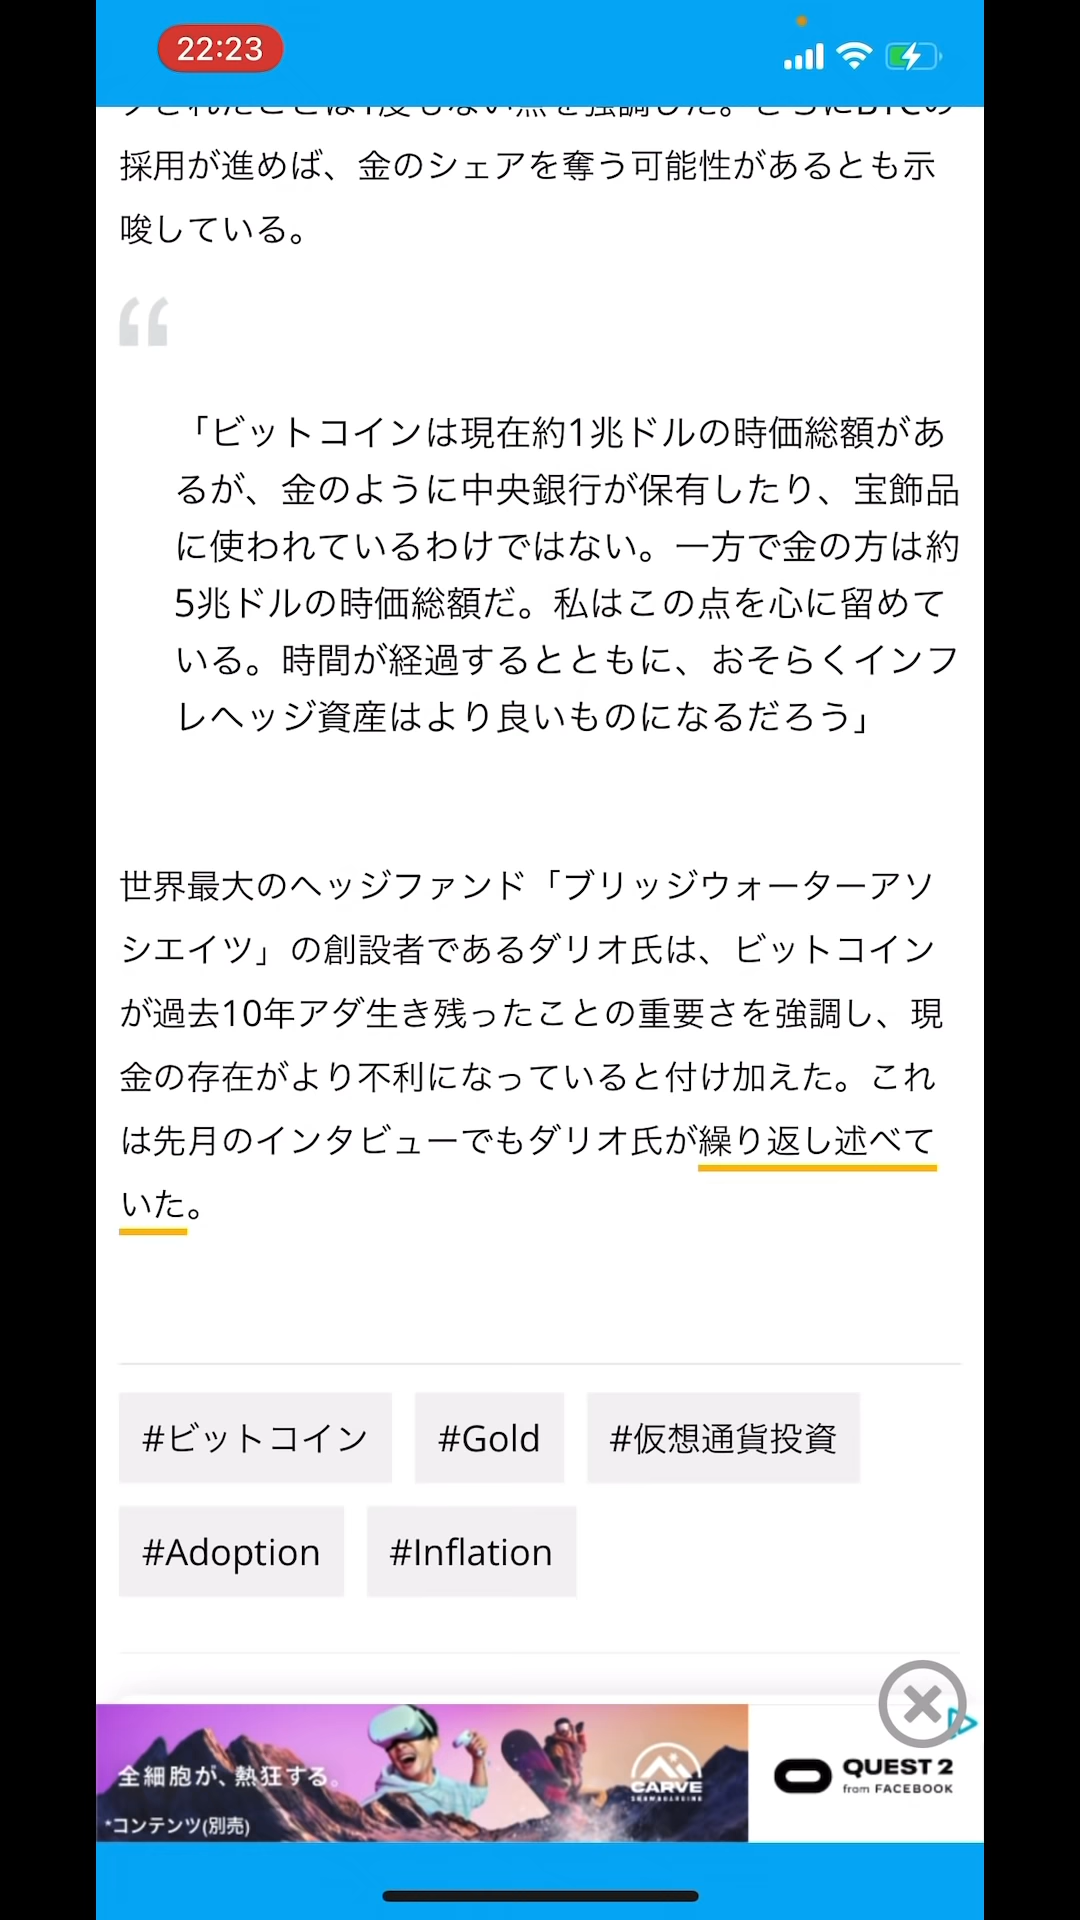 22:23
採用が進めば、金のシェアを奪う可能性があるとも示
唆している。
「ビットコインは現在約1兆ドルの時価総額があ
るが、金のように中央銀行が保有したり、宝飾品
に使われているわけではない。一方で金の方は約
5兆ドルの時価総額だ。私はこの点を心に留めて
いる。時間が経過するとともに、おそらくインフ
レヘッジ資産はより良いものになるだろう」
世界最大のヘッジファンド「ブリッジウォーターアソ
シエイツ」の創設者であるダリオ氏は、ビットコイン
が過去10年アダ生き残ったことの重要さを強調し、現
金の存在がより不利になっていると付け加えた。これ
は先月のインタビューでもダリオ氏が繰り返し述べて
いた。
#ビットコイン #Gold #仮想通貨投資
#Adoption #Inflation
全細胞が、熱狂する。
*コンテンツ(別売)
CARVE
SNOWBOARDING
QUEST 2
from FACEBOOK